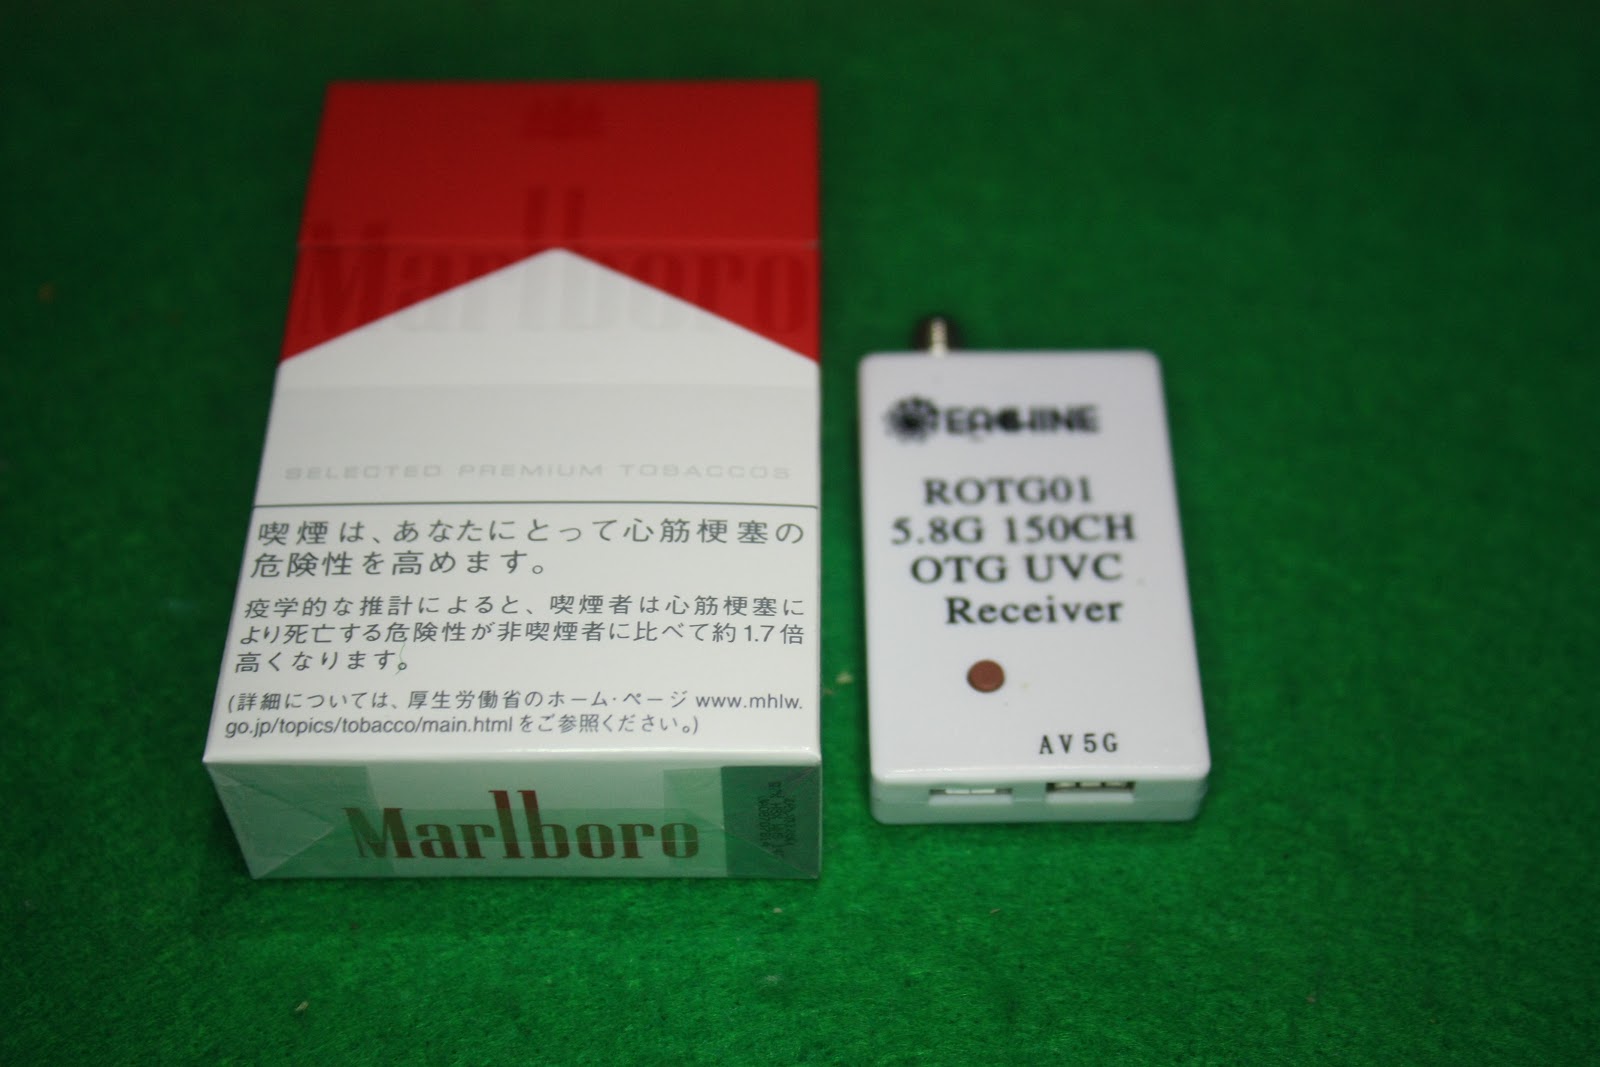 Marlboro
SELECTED PREMIUM TOBACCOS
喫煙は、あなたにとって心筋梗塞の
危険性を高めます。
疫学的な推計によると、喫煙者は心筋梗塞に
より死亡する危険性が非喫煙者に比べて約1.7倍
高くなります。
(詳細については、厚生労働省のホーム・ページ www.mhlw.
go.jp/topics/tobacco/main.html をご参照ください。)
Marlboro
EACHINE
ROTG01
5.8G 150CH
OTG UVC
Receiver
AV 5G